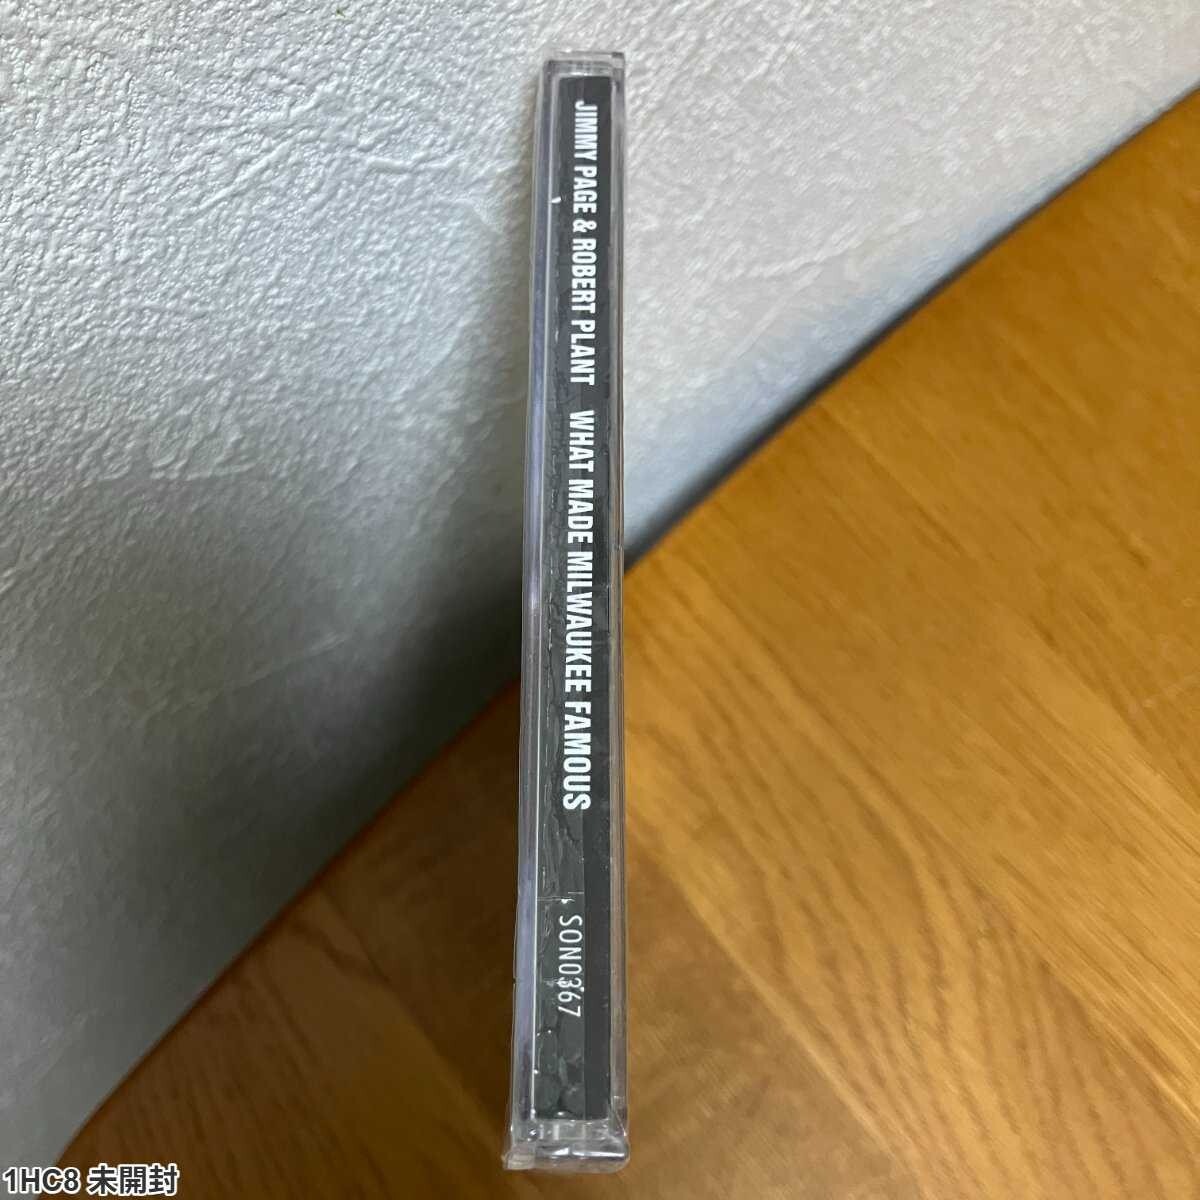 JIMMY PAGE & ROBERT PLANT WHAT MADE MILWAUKEE FAMOUS
SON0367
1HC8 未開封